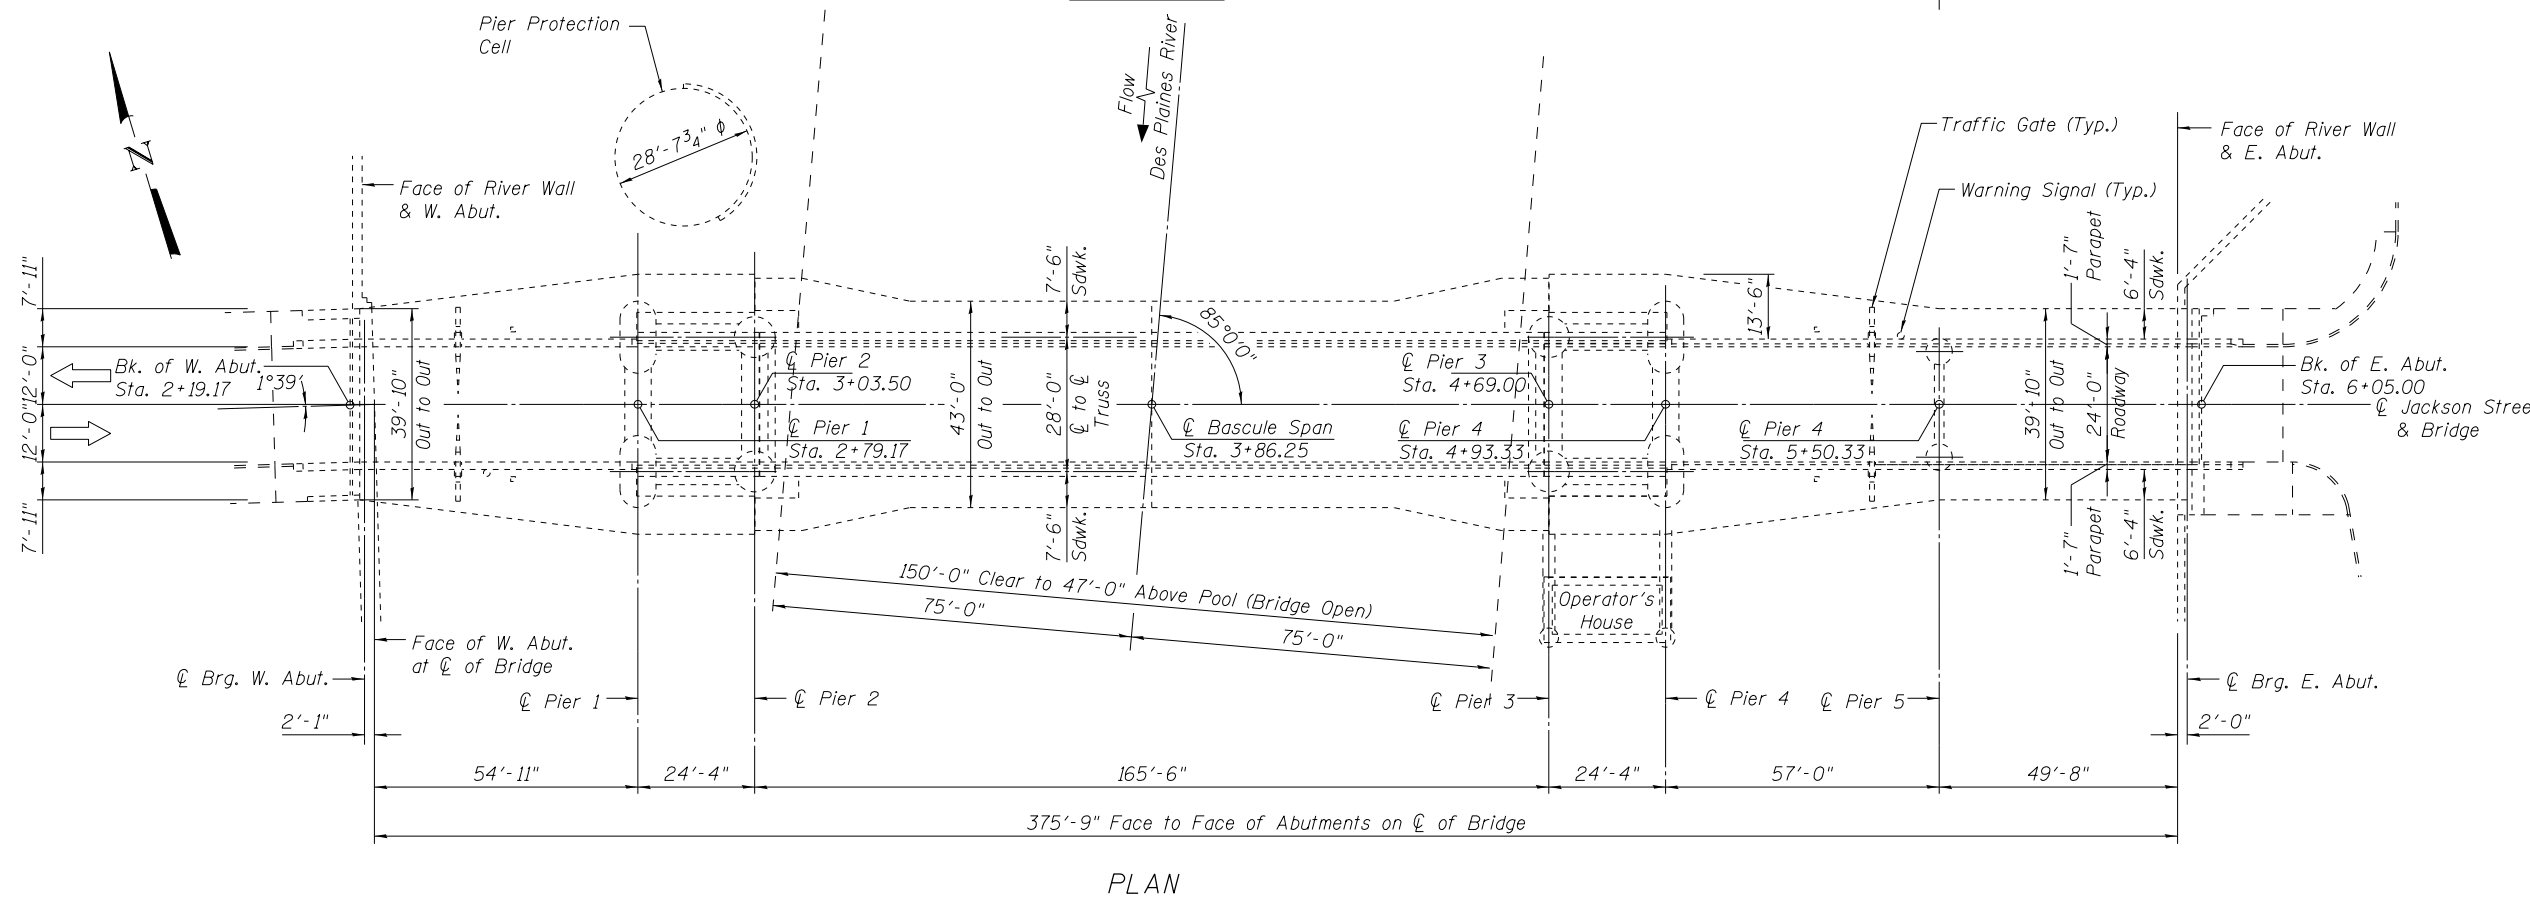 Pier Protection
Cell
28'-7 3/4" ϕ
Flow
Des Plaines River
N
Face of River Wall
& W. Abut.
Traffic Gate (Typ.)
Warning Signal (Typ.)
Face of River Wall
& E. Abut.
7'-11"
12'-0"
12'-0"
7'-11"
Bk. of W. Abut.
Sta. 2+19.17
1°39'
39'-10"
Out to Out
℄ Pier 2
Sta. 3+03.50
℄ Pier 1
Sta. 2+79.17
43'-0"
Out to Out
7'-6"
Sdwk.
28'-0"
℄ to ℄
Truss
7'-6"
Sdwk.
85°0'0"
℄ Bascule Span
Sta. 3+86.25
℄ Pier 3
Sta. 4+69.00
℄ Pier 4
Sta. 4+93.33
13'-6"
℄ Pier 4
Sta. 5+50.33
39'-10"
Out to Out
1'-7"
Parapet
6'-4"
Sdwk.
24'-0"
Roadway
1'-7"
Parapet
6'-4"
Sdwk.
Bk. of E. Abut.
Sta. 6+05.00
℄ Jackson Stree
& Bridge
150'-0" Clear to 47'-0" Above Pool (Bridge Open)
75'-0"
75'-0"
Operator's
House
Face of W. Abut.
at ℄ of Bridge
℄ Brg. W. Abut.
℄ Pier 1
℄ Pier 2
℄ Pier 3
℄ Pier 4
℄ Pier 5
℄ Brg. E. Abut.
2'-1"
2'-0"
54'-11"
24'-4"
165'-6"
24'-4"
57'-0"
49'-8"
375'-9" Face to Face of Abutments on ℄ of Bridge
PLAN